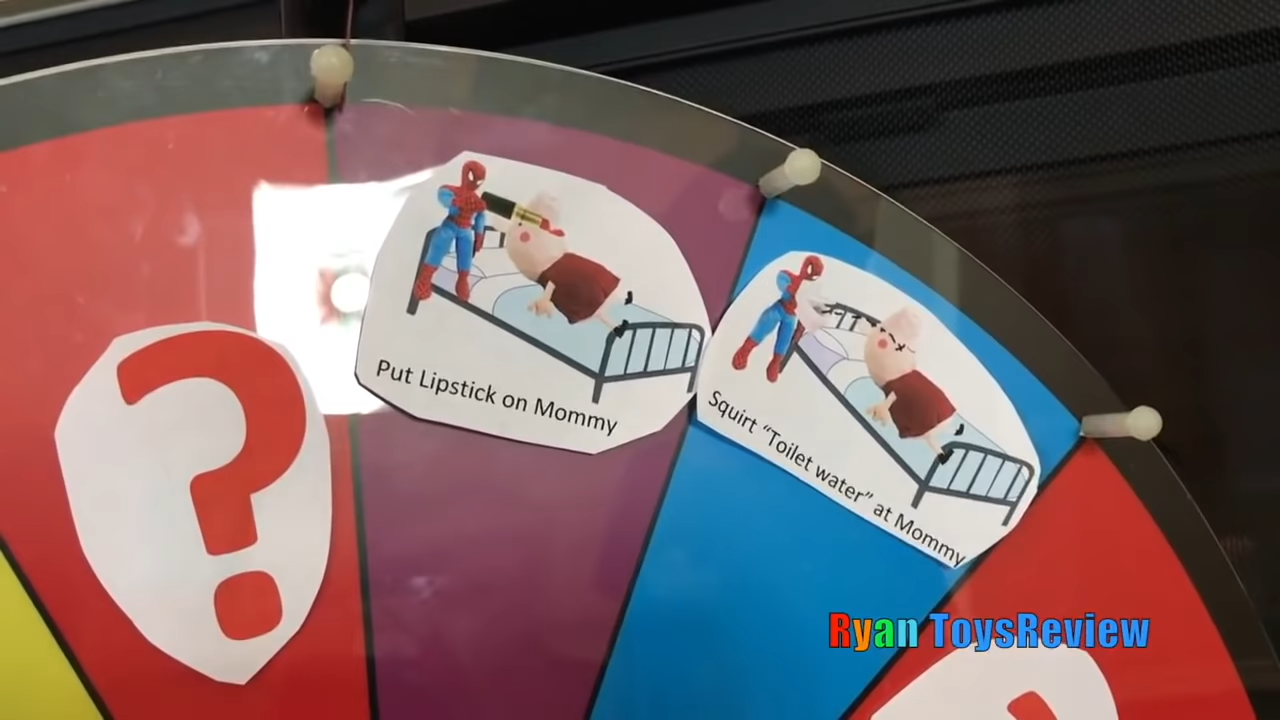 ?
Put Lipstick on Mommy
Squirt “Toilet water” at Mommy
Ryan ToysReview